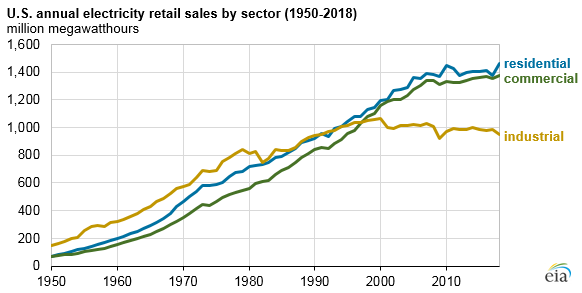 U.S. annual electricity retail sales by sector (1950-2018)
million megawatthours
1,600
1,400
1,200
1,000
800
600
400
200
0
1950 1960 1970 1980 1990 2000 2010
residential
commercial
industrial
eia